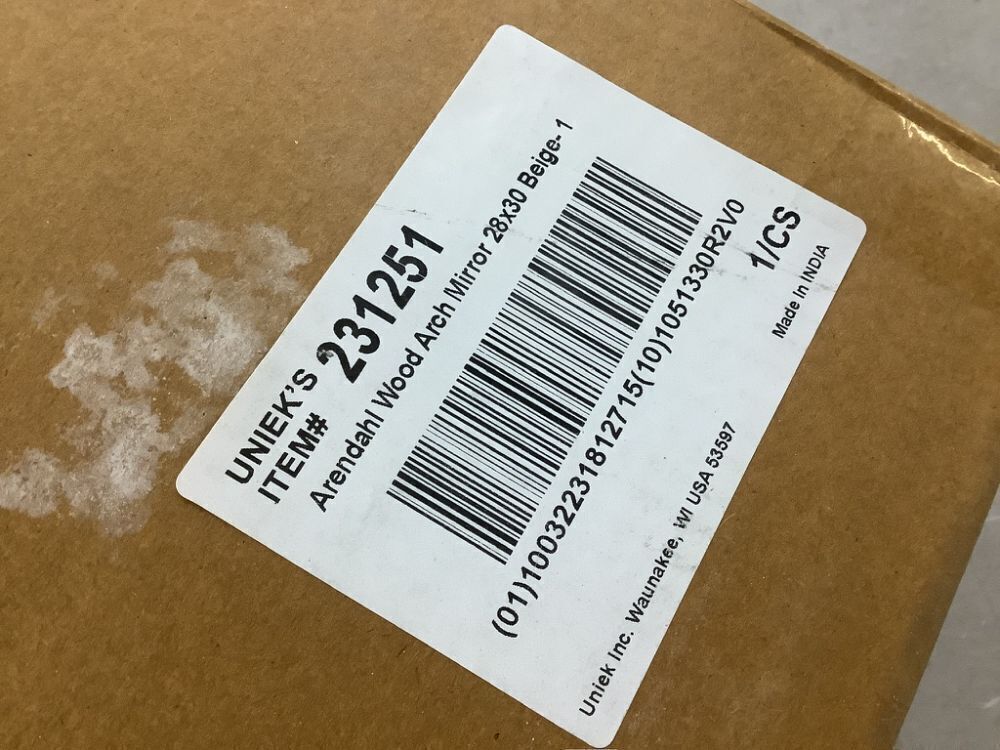 UNIEK'S
ITEM# 231251
Arendahl Wood Arch Mirror 28x30 Beige- 1
(01)10032231812715(10)1051330R2V0
1/CS
Uniek Inc. Waunakee, WI USA 53597
Made In INDIA